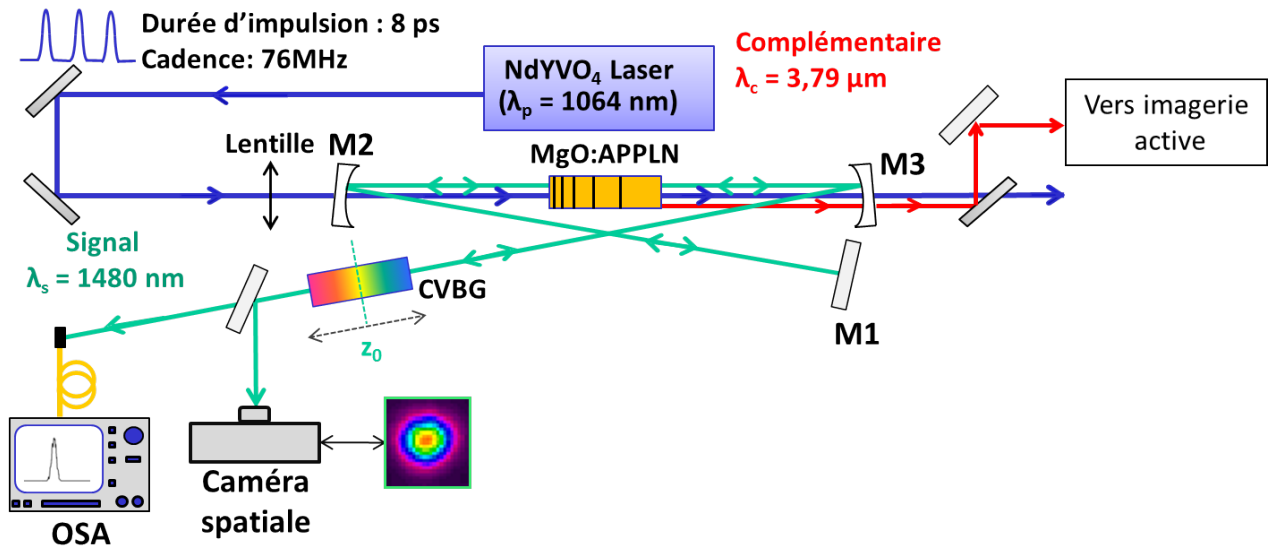 Durée d’impulsion : 8 ps
Cadence: 76MHz
NdYVO₄ Laser
(λₚ = 1064 nm)
Complémentaire
λ꜀ = 3,79 µm
Vers imagerie
active
Lentille
M2
MgO:APPLN
M3
Signal
λₛ = 1480 nm
CVBG
z₀
M1
Caméra
spatiale
OSA